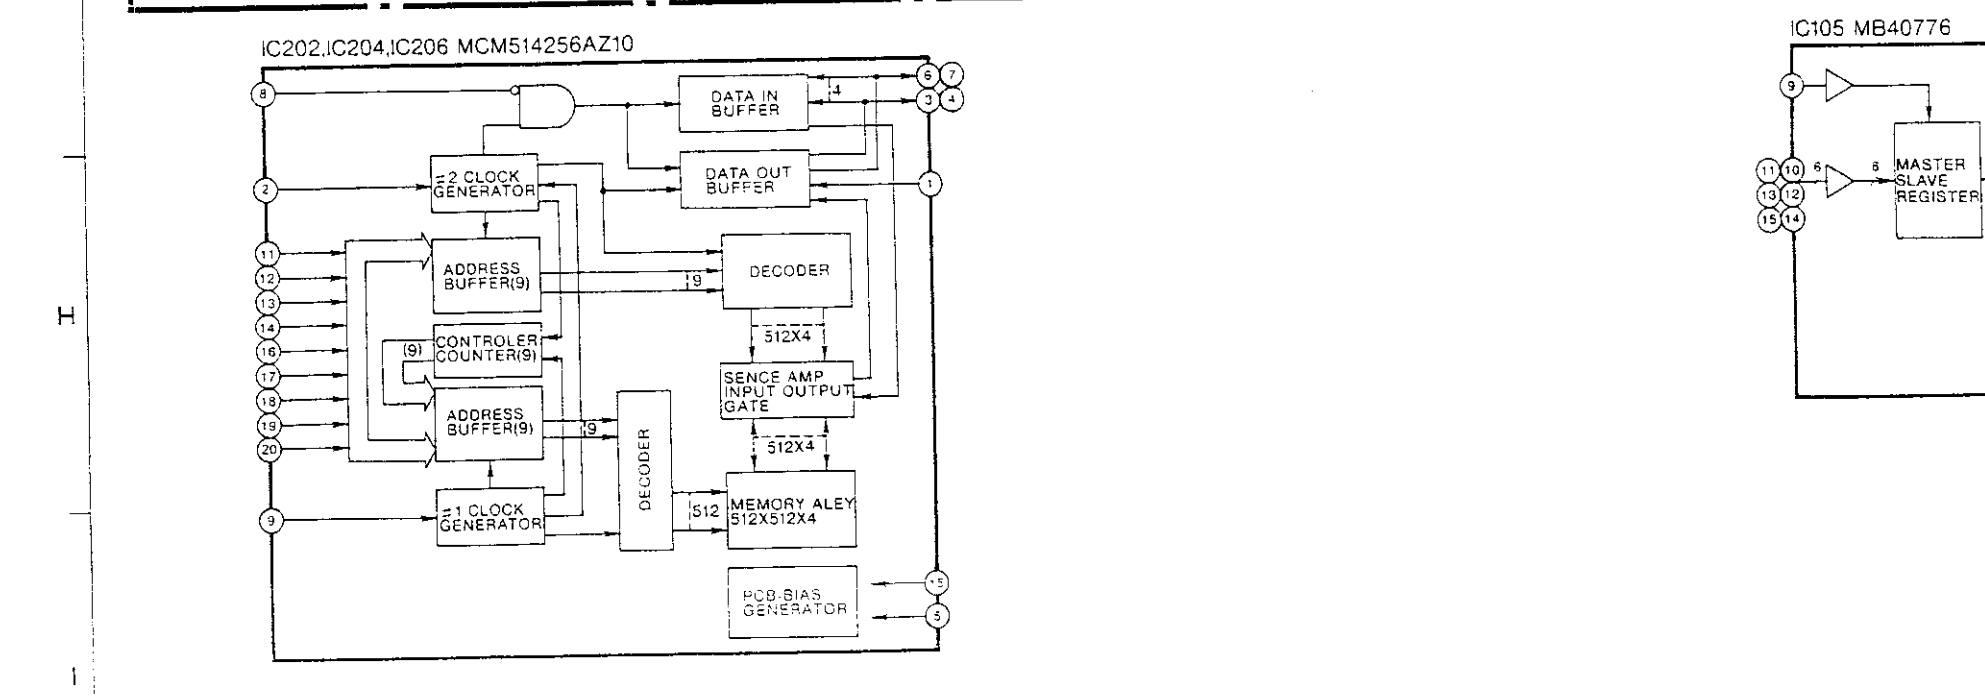 IC202,IC204,IC206 MCM514256AZ10
8
DATA IN
BUFFER
4
6 7
3 4
2
#2 CLOCK
GENERATOR
DATA OUT
BUFFER
1
11
12
13
14
16
17
18
19
20
ADDRESS
BUFFER(9)
9
DECODER
(9)
CONTROLER
COUNTER(9)
512X4
SENCE AMP
INPUT OUTPUT
GATE
ADDRESS
BUFFER(9)
9
DECODER
512X4
9
#1 CLOCK
GENERATOR
512
MEMORY ALEY
512X512X4
PCB-BIAS
GENERATOR
15
5
H
I
IC105 MB40776
9
11 10
13 12
15 14
6
6
MASTER
SLAVE
REGISTER